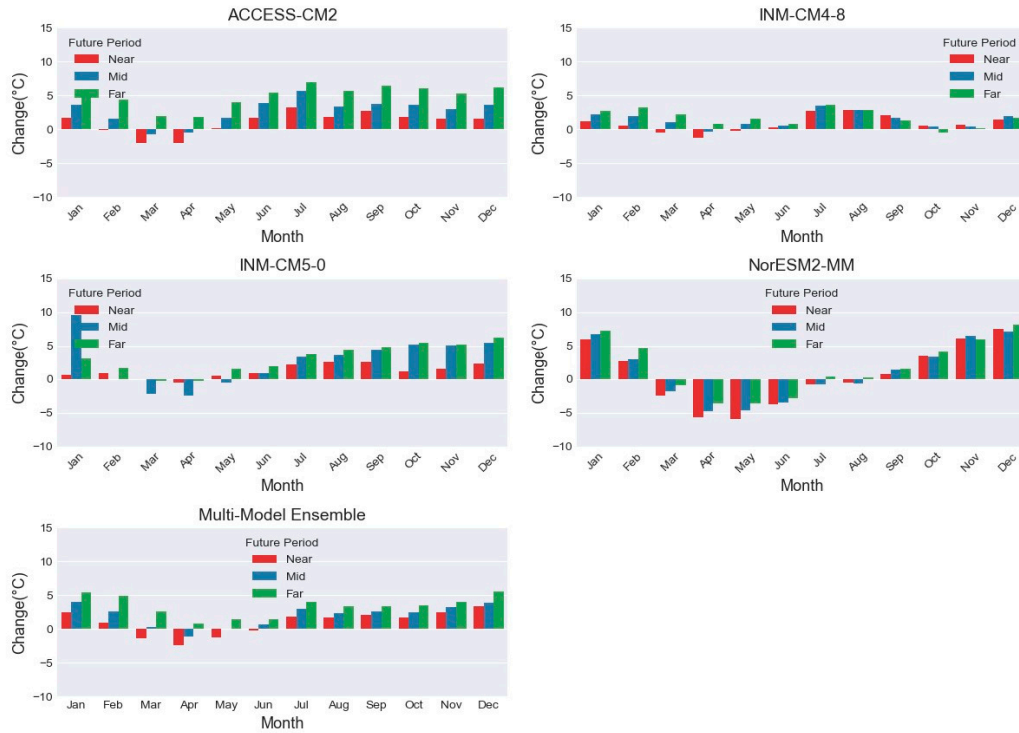 ACCESS-CM2
Change(°C)
15
10
5
0
−5
−10
Future Period
Near
Mid
Far
Jan Feb Mar Apr May Jun Jul Aug Sep Oct Nov Dec
Month
INM-CM4-8
Change(°C)
15
10
5
0
−5
−10
Future Period
Near
Mid
Far
Jan Feb Mar Apr May Jun Jul Aug Sep Oct Nov Dec
Month
INM-CM5-0
Change(°C)
15
10
5
0
−5
−10
Future Period
Near
Mid
Far
Jan Feb Mar Apr May Jun Jul Aug Sep Oct Nov Dec
Month
NorESM2-MM
Change(°C)
15
10
5
0
−5
−10
Future Period
Near
Mid
Far
Jan Feb Mar Apr May Jun Jul Aug Sep Oct Nov Dec
Month
Multi-Model Ensemble
Change(°C)
15
10
5
0
−5
−10
Future Period
Near
Mid
Far
Jan Feb Mar Apr May Jun Jul Aug Sep Oct Nov Dec
Month